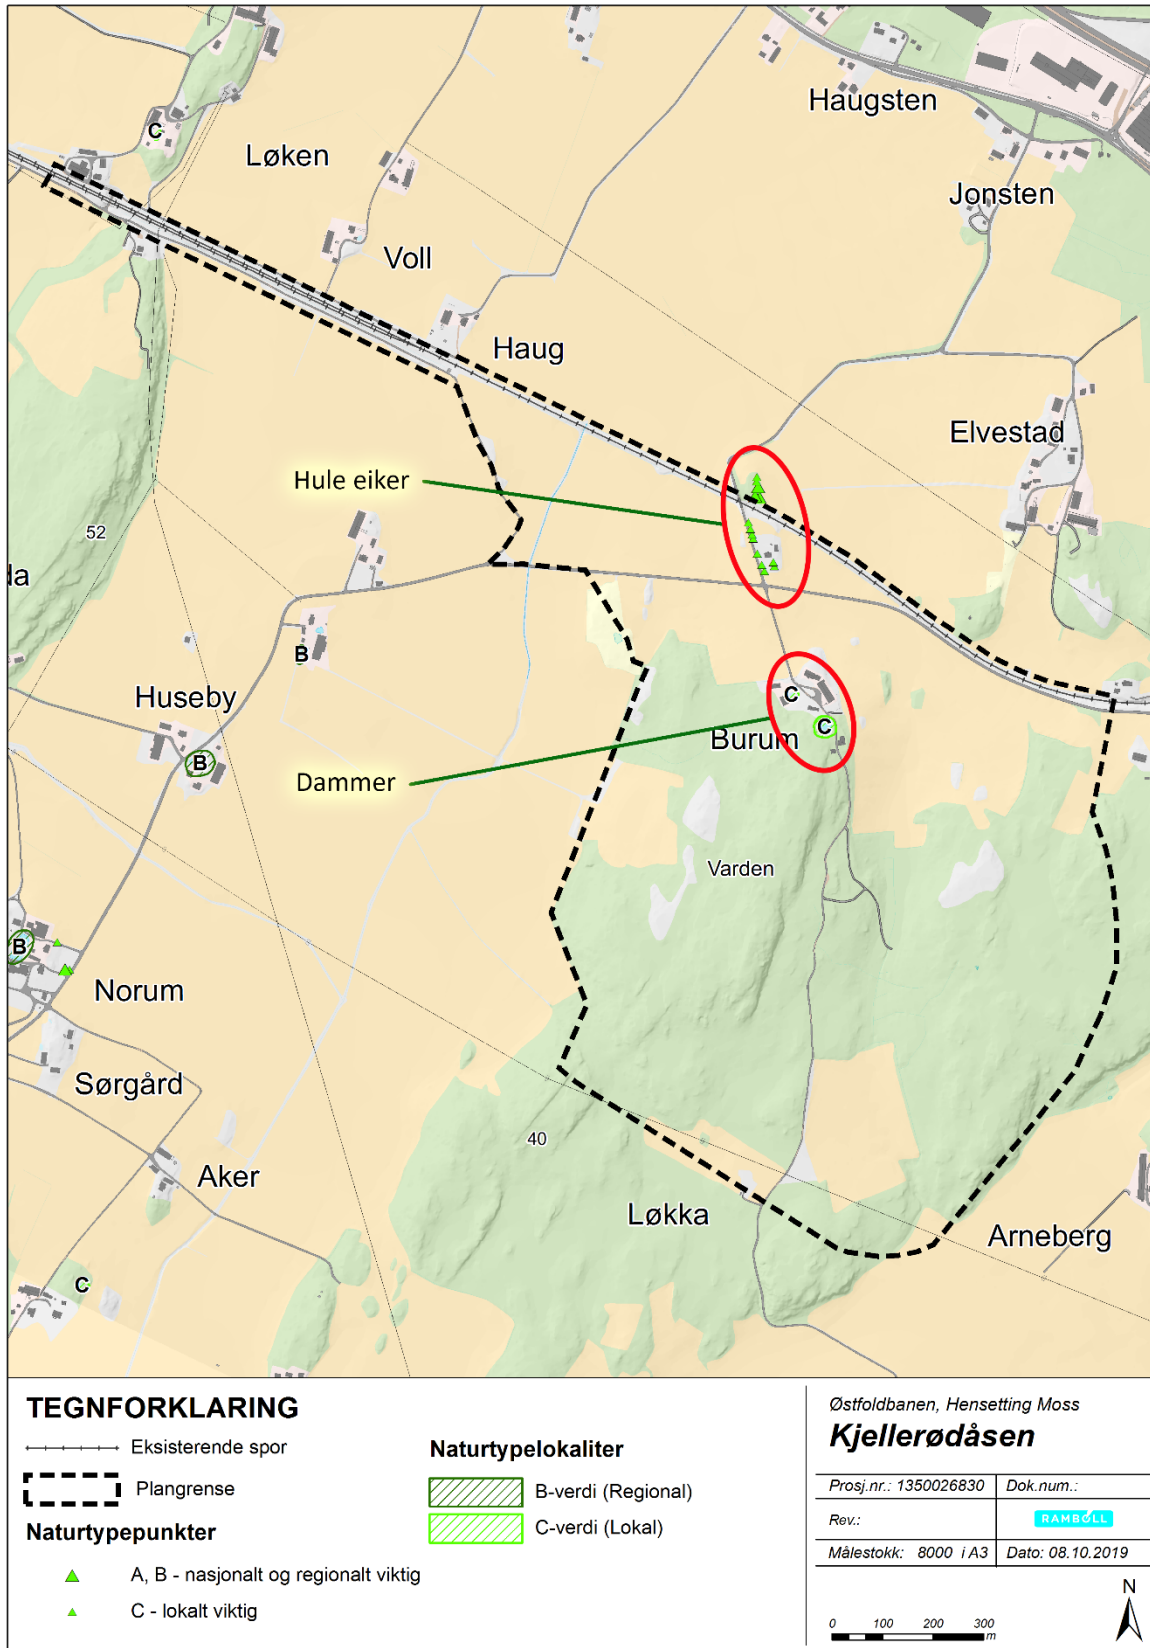 Haugsten
C
Løken
Jonsten
Voll
Haug
Elvestad
Hule eiker
52
da
B
C
Huseby
C
Burum
B
Dammer
Varden
B
Norum
Sørgård
40
Aker
Løkka
Arneberg
C
TEGNFORKLARING
Eksisterende spor
Plangrense
Naturtypepunkter
A, B - nasjonalt og regionalt viktig
C - lokalt viktig
Naturtypelokaliter
B-verdi (Regional)
C-verdi (Lokal)
Østfoldbanen, Hensetting Moss
Kjellerødåsen
Prosj.nr.: 1350026830 Dok.num.:
Rev.: RAMBOLL
Målestokk: 8000 i A3 Dato: 08.10.2019
N
0 100 200 300
m